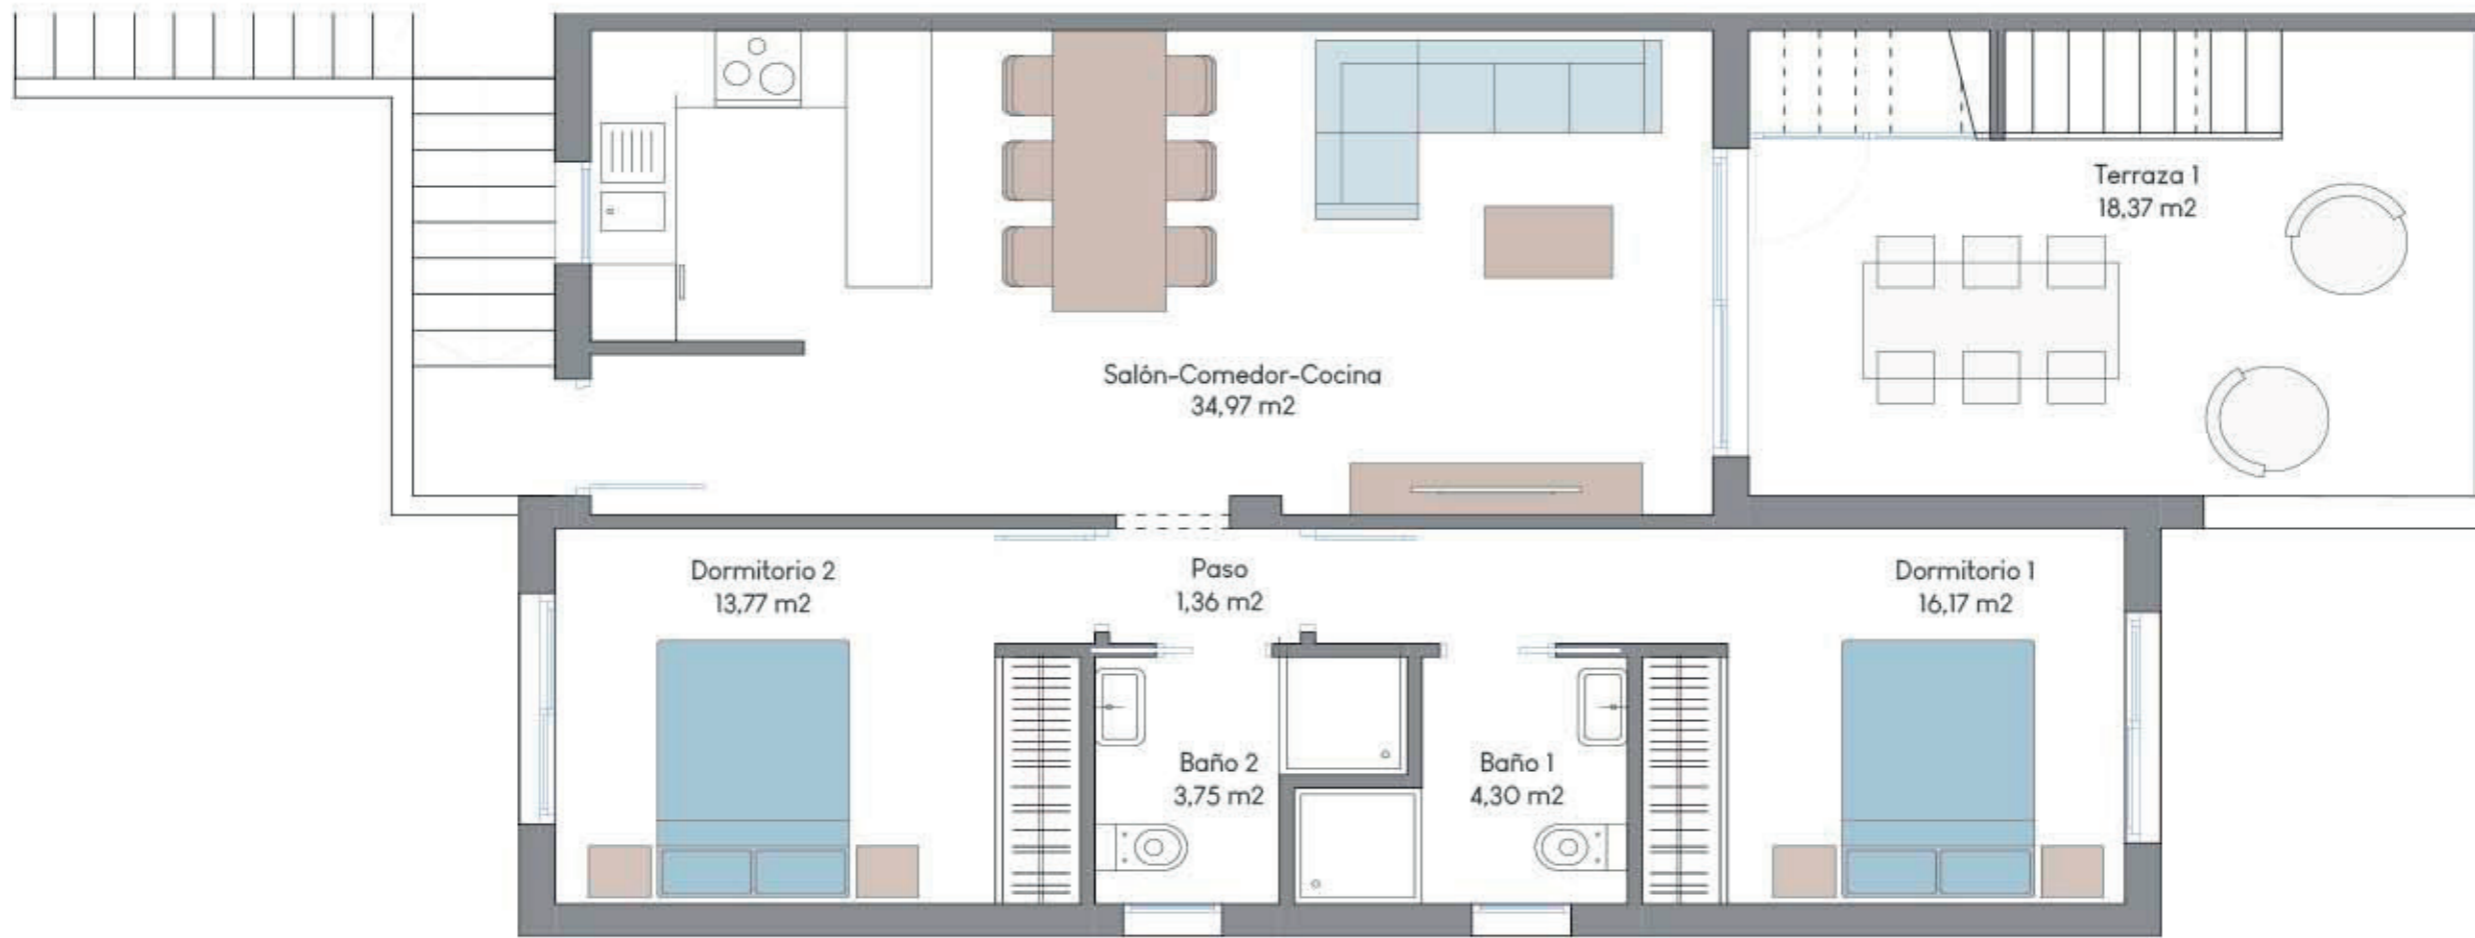 Terraza 1
18,37 m2
Salón-Comedor-Cocina
34,97 m2
Dormitorio 2
13,77 m2
Paso
1,36 m2
Dormitorio 1
16,17 m2
Baño 2
3,75 m2
Baño 1
4,30 m2